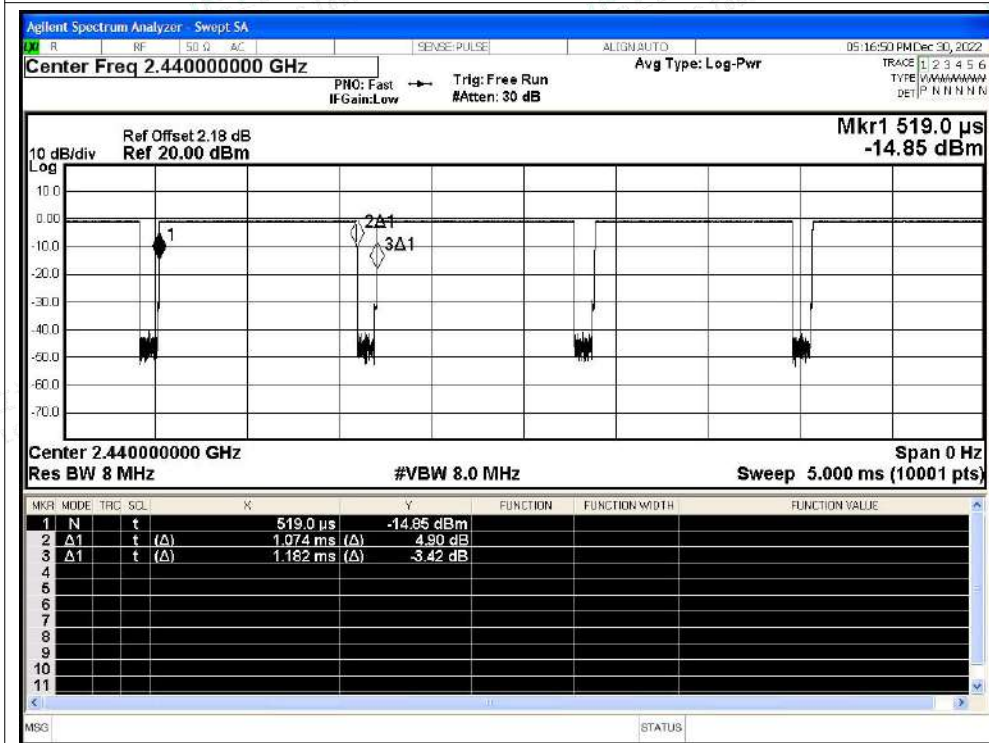 Agilent Spectrum Analyzer - Swept SA
LXI R RF 50 Ω AC SENSE:PULSE ALIGN AUTO 05:16:50 PM Dec 30, 2022
Center Freq 2.440000000 GHz Avg Type: Log-Pwr TRACE 1 2 3 4 5 6
PNO: Fast Trig: Free Run TYPE
IFGain:Low #Atten: 30 dB DET P N N N N N
Mkr1 519.0 µs
Ref Offset 2.18 dB
10 dB/div Ref 20.00 dBm -14.85 dBm
Log
10.0
0.00
2Δ1
1
3Δ1
-10.0
-20.0
-30.0
-40.0
-50.0
-60.0
-70.0
Center 2.440000000 GHz Span 0 Hz
Res BW 8 MHz #VBW 8.0 MHz Sweep 5.000 ms (10001 pts)
MKR MODE TRC SCL X Y FUNCTION FUNCTION WIDTH FUNCTION VALUE
1 N t 519.0 µs -14.85 dBm
2 Δ1 t (Δ) 1.074 ms (Δ) 4.90 dB
3 Δ1 t (Δ) 1.182 ms (Δ) -3.42 dB
4
5
6
7
8
9
10
11
MSG STATUS